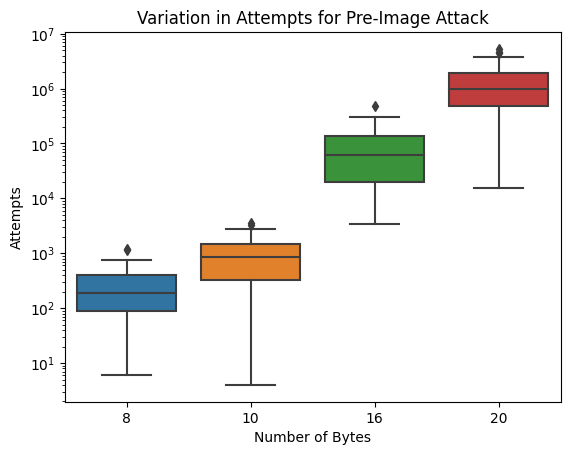 Variation in Attempts for Pre-Image Attack
10⁷
10⁶
10⁵
10⁴
10³
10²
10¹
Attempts
8 10 16 20
Number of Bytes